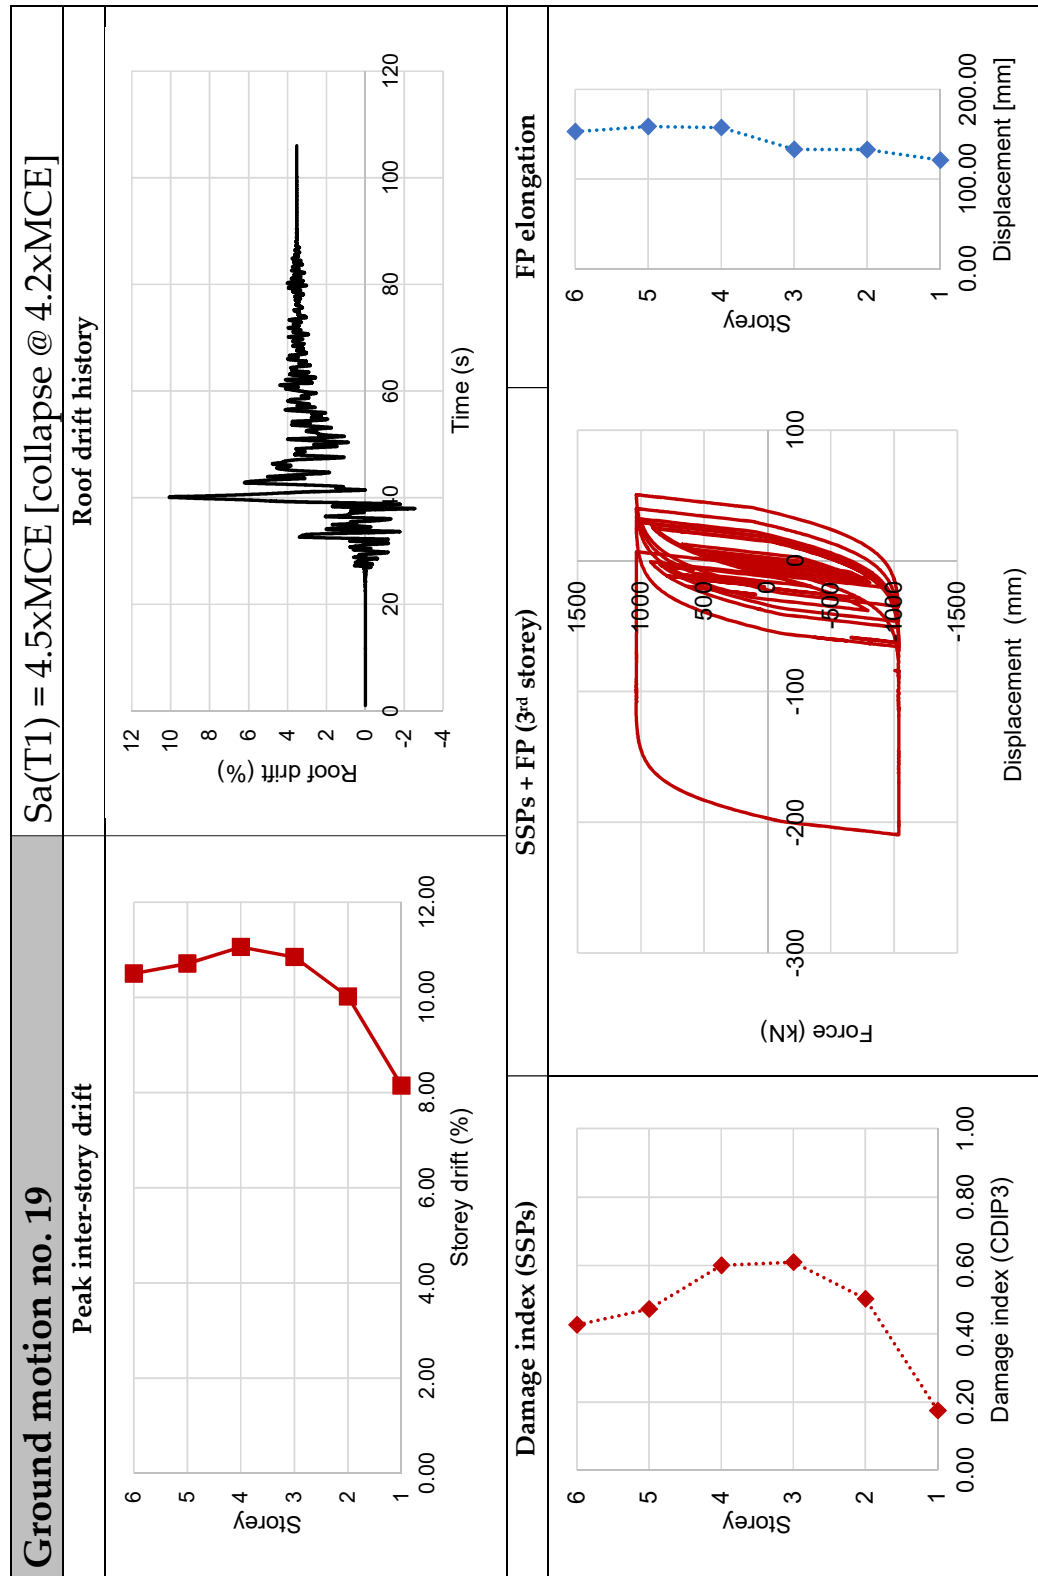 Ground motion no. 19
Sa(T1) = 4.5xMCE [collapse @ 4.2xMCE]
Peak inter-story drift
Roof drift history
6
5
4
3
2
1
Storey
0.00 2.00 4.00 6.00 8.00 10.00 12.00
Storey drift (%)
12
10
8
6
4
2
0
-2
-4
Roof drift (%)
0 20 40 60 80 100 120
Time (s)
Damage index (SSPs)
SSPs + FP (3rd storey)
FP elongation
6
5
4
3
2
1
Storey
0.00 0.20 0.40 0.60 0.80 1.00
Damage index (CDIP3)
1500
1000
500
0
-500
-1000
-1500
Force (kN)
-300 -200 -100 0 100
Displacement (mm)
6
5
4
3
2
1
Storey
0.00 100.00 200.00
Displacement [mm]